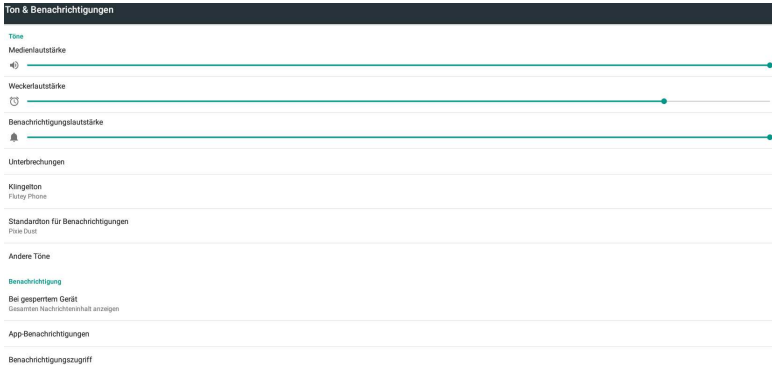 Ton & Benachrichtigungen
Töne
Medienlautstärke
Weckerlautstärke
Benachrichtigungslautstärke
Unterbrechungen
Klingelton
Flutey Phone
Standardton für Benachrichtigungen
Pixie Dust
Andere Töne
Benachrichtigung
Bei gesperrtem Gerät
Gesamten Nachrichteninhalt anzeigen
App-Benachrichtigungen
Benachrichtigungszugriff